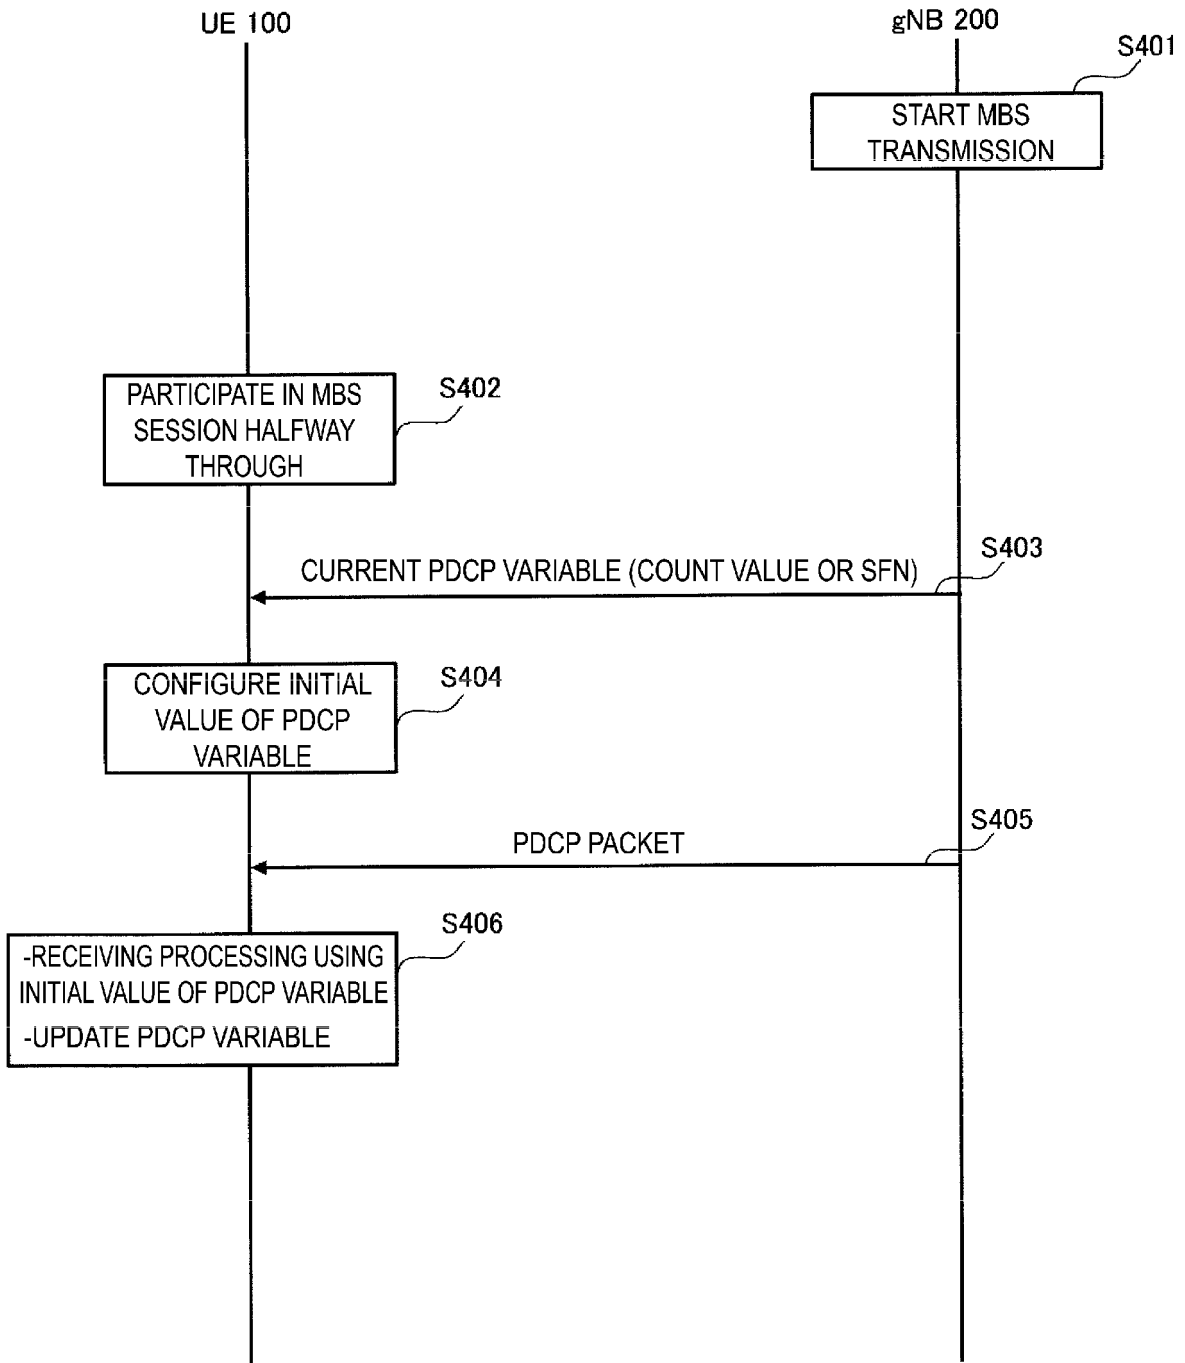 UE 100
gNB 200
S401
START MBS
TRANSMISSION
PARTICIPATE IN MBS
SESSION HALFWAY
THROUGH
S402
S403
CURRENT PDCP VARIABLE (COUNT VALUE OR SFN)
CONFIGURE INITIAL
VALUE OF PDCP
VARIABLE
S404
S405
PDCP PACKET
S406
-RECEIVING PROCESSING USING
INITIAL VALUE OF PDCP VARIABLE
-UPDATE PDCP VARIABLE